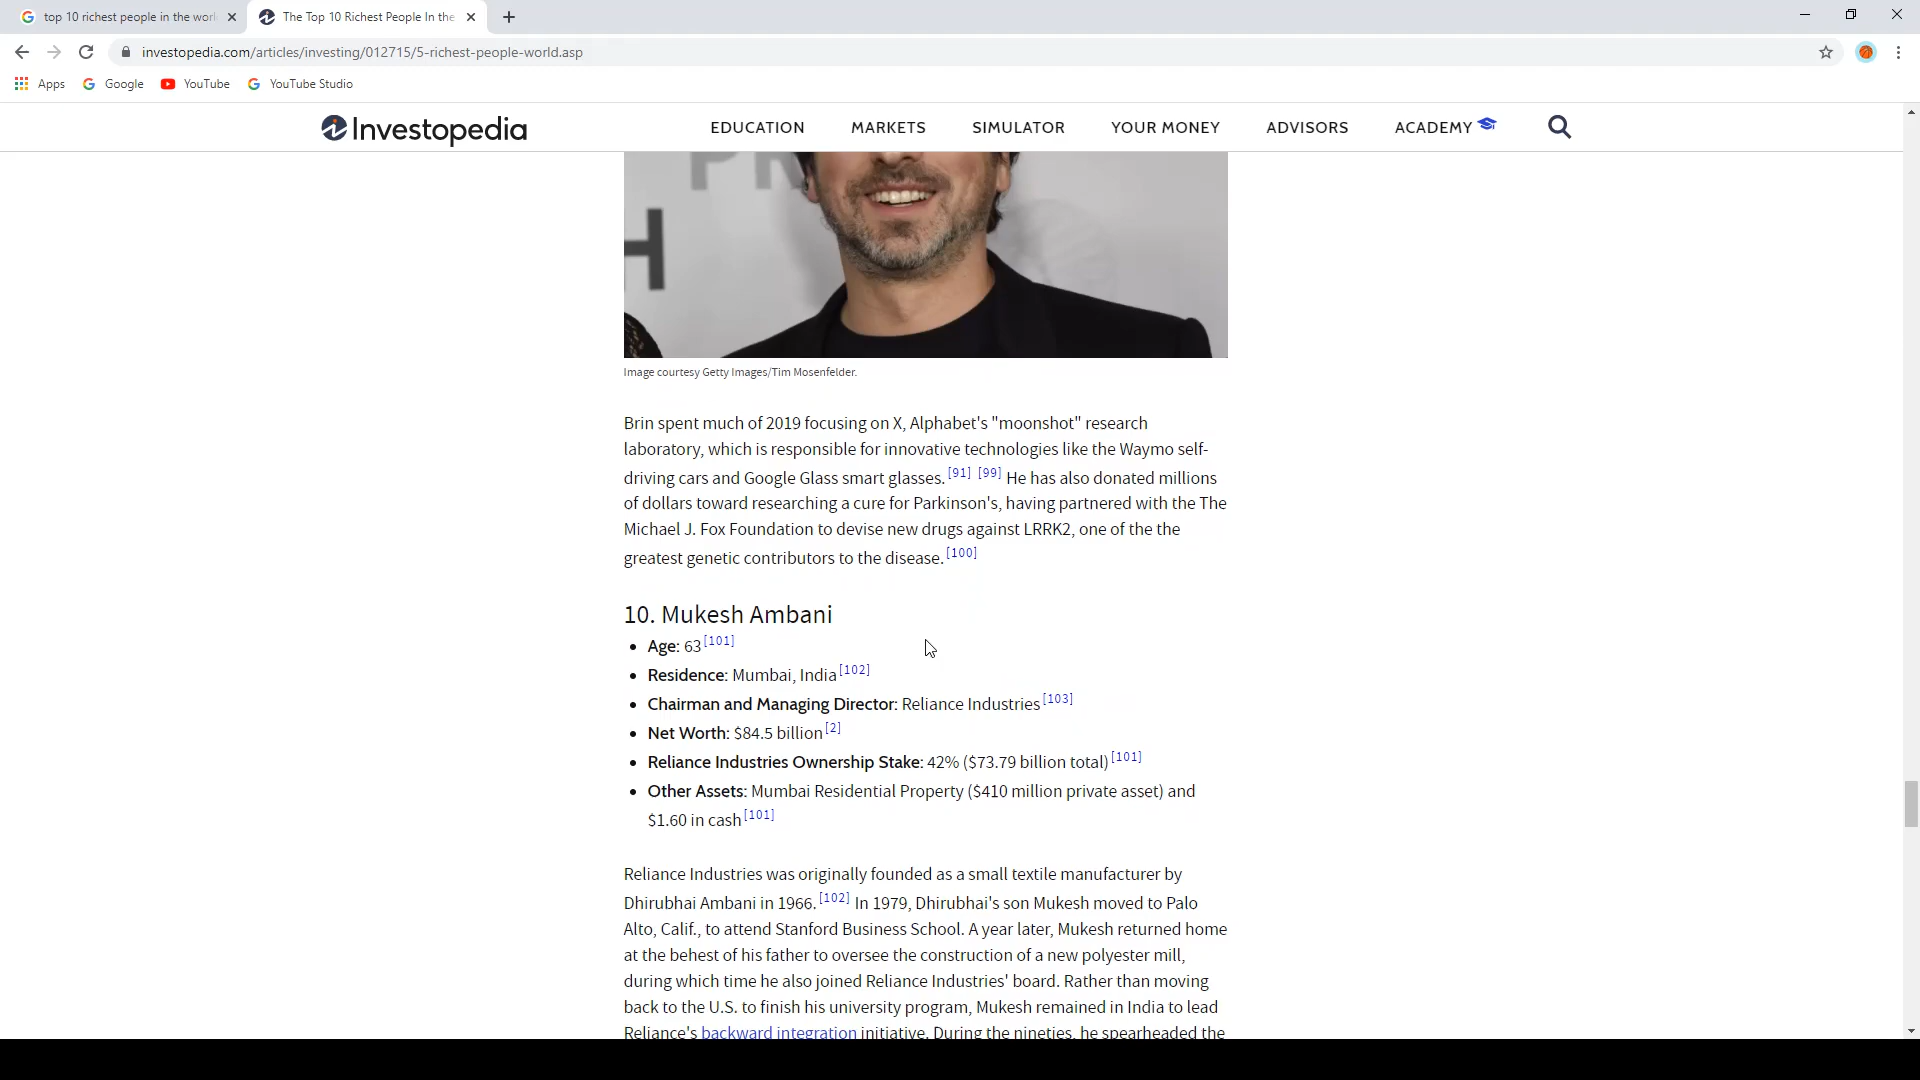 top 10 richest people in the worl
The Top 10 Richest People In the
investopedia.com/articles/investing/012715/5-richest-people-world.asp
Apps
Google
YouTube
YouTube Studio
Investopedia
EDUCATION
MARKETS
SIMULATOR
YOUR MONEY
ADVISORS
ACADEMY
PR
H
Image courtesy Getty Images/Tim Mosenfelder.
Brin spent much of 2019 focusing on X, Alphabet's "moonshot" research
laboratory, which is responsible for innovative technologies like the Waymo self-
driving cars and Google Glass smart glasses. [91] [99] He has also donated millions
of dollars toward researching a cure for Parkinson's, having partnered with the The
Michael J. Fox Foundation to devise new drugs against LRRK2, one of the the
greatest genetic contributors to the disease. [100]
10. Mukesh Ambani
• Age: 63 [101]
• Residence: Mumbai, India [102]
• Chairman and Managing Director: Reliance Industries [103]
• Net Worth: $84.5 billion [2]
• Reliance Industries Ownership Stake: 42% ($73.79 billion total) [101]
• Other Assets: Mumbai Residential Property ($410 million private asset) and
$1.60 in cash [101]
Reliance Industries was originally founded as a small textile manufacturer by
Dhirubhai Ambani in 1966. [102] In 1979, Dhirubhai's son Mukesh moved to Palo
Alto, Calif., to attend Stanford Business School. A year later, Mukesh returned home
at the behest of his father to oversee the construction of a new polyester mill,
during which time he also joined Reliance Industries' board. Rather than moving
back to the U.S. to finish his university program, Mukesh remained in India to lead
Reliance's backward integration initiative. During the nineties, he spearheaded the